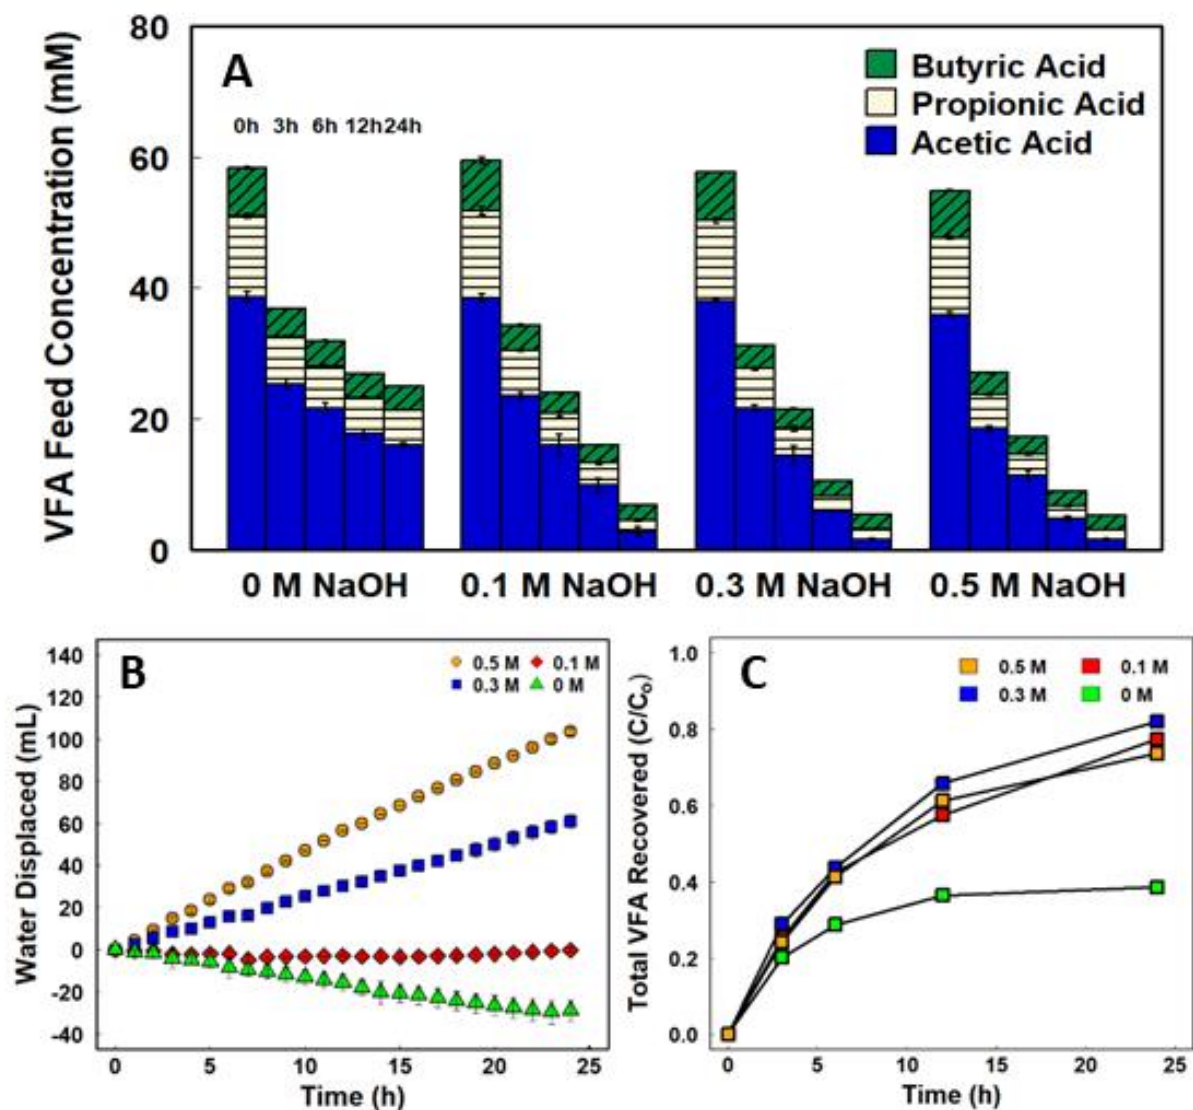 VFA Feed Concentration (mM)
80
60
40
20
0
A
0h 3h 6h 12h 24h
Butyric Acid
Propionic Acid
Acetic Acid
0 M NaOH 0.1 M NaOH 0.3 M NaOH 0.5 M NaOH
Water Displaced (mL)
140
120
100
80
60
40
20
0
-20
-40
B
0.5 M 0.1 M
0.3 M 0 M
0 5 10 15 20 25
Time (h)
Total VFA Recovered (C/C₀)
1.0
0.8
0.6
0.4
0.2
0.0
C
0.5 M 0.1 M
0.3 M 0 M
0 5 10 15 20 25
Time (h)